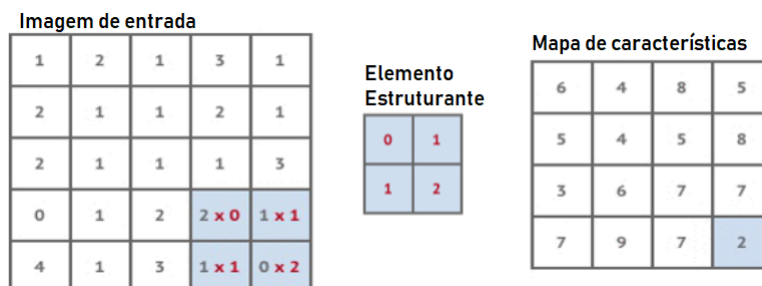 Imagem de entrada
1 2 1 3 1
2 1 1 2 1
2 1 1 1 3
0 1 2 2 x 0 1 x 1
4 1 3 1 x 1 0 x 2
Elemento
Estruturante
0 1
1 2
Mapa de características
6 4 8 5
5 4 5 8
3 6 7 7
7 9 7 2